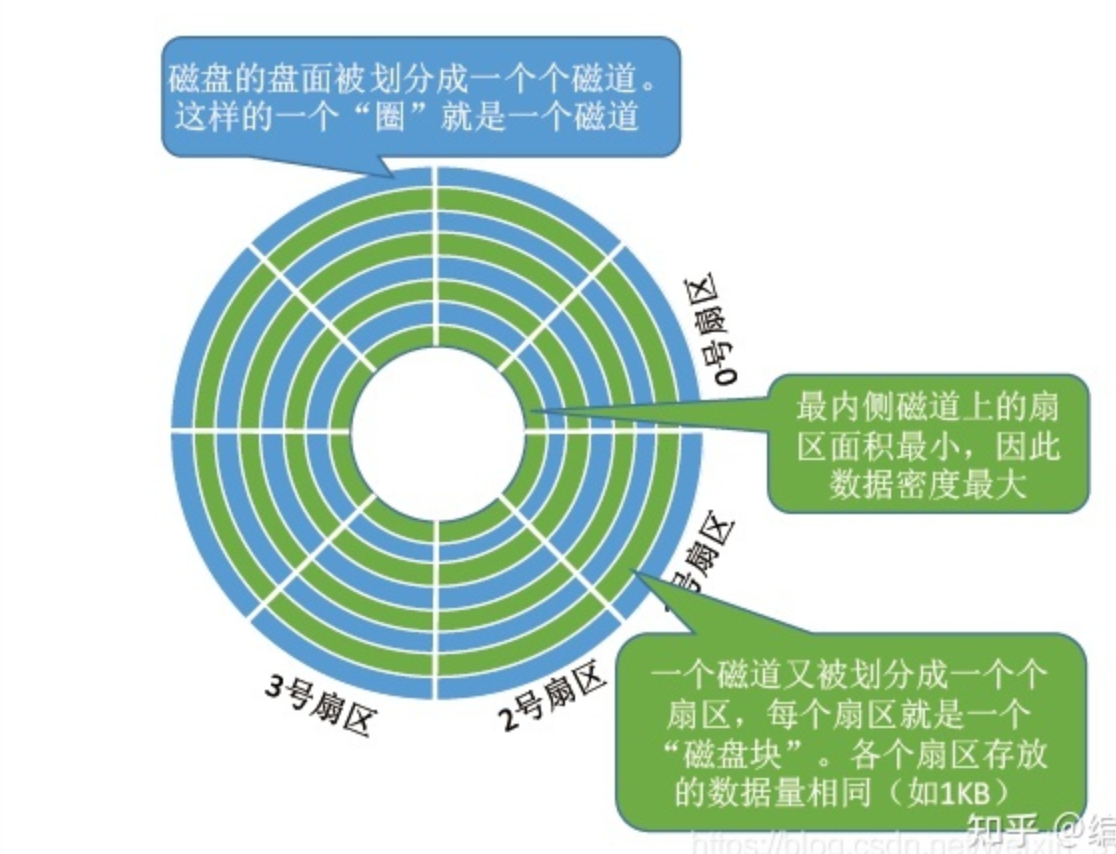 磁盘的盘面被划分成一个个磁道。
这样的一个“圈”就是一个磁道
0号扇区
最内侧磁道上的扇
区面积最小，因此
数据密度最大
号扇区
一个磁道又被划分成一个个
扇区，每个扇区就是一个
“磁盘块”。各个扇区存放
的数据量相同（如1KB）
2号扇区
3号扇区
知乎 @编
https://blog.csdn.net/weixin_